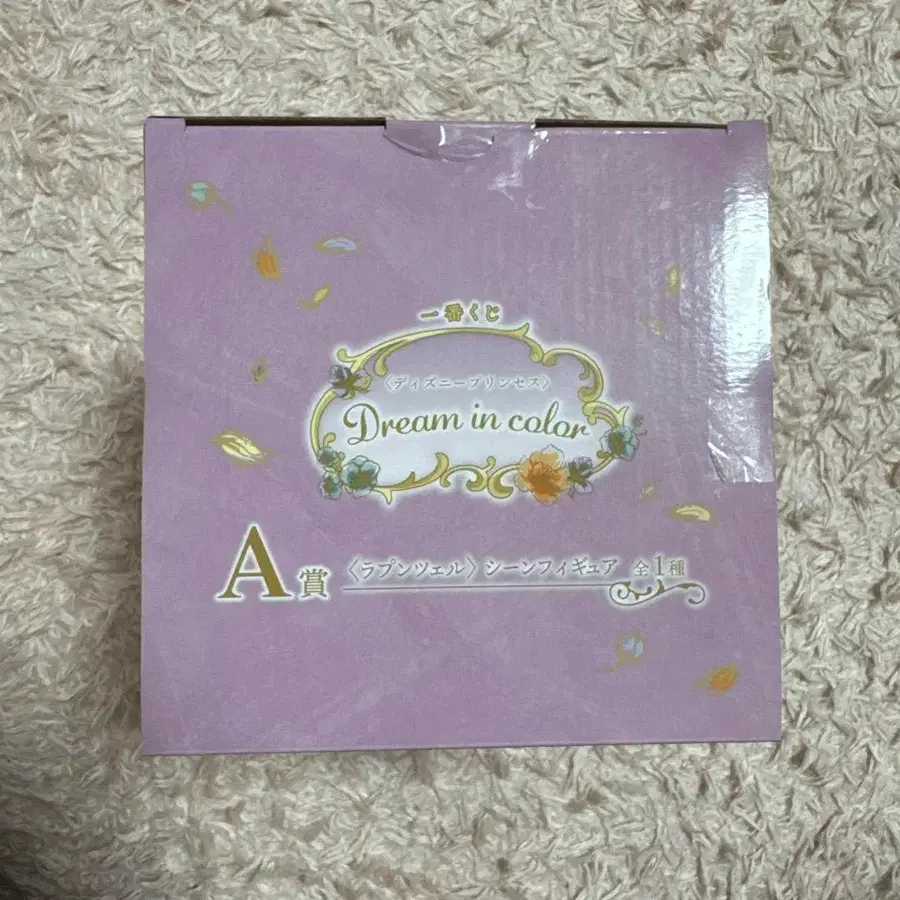 一番くじ
〈ディズニープリンセス〉
Dream in color
A賞 〈ラプンツェル〉シーンフィギュア 全1種